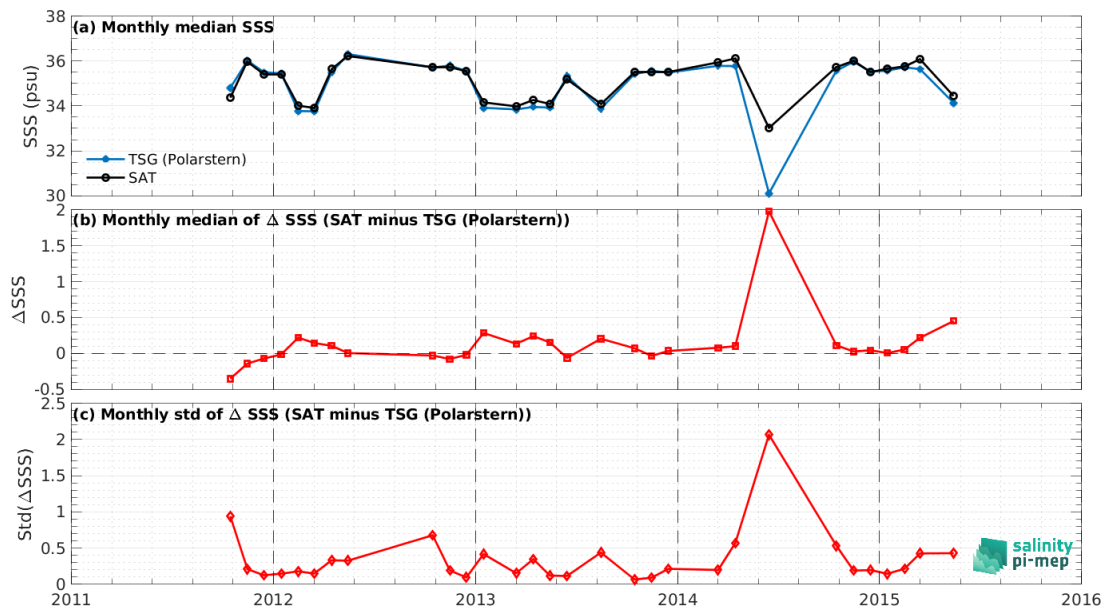 (a) Monthly median SSS
38
36
34
32
30
SSS (psu)
TSG (Polarstern)
SAT
(b) Monthly median of Δ SSS (SAT minus TSG (Polarstern))
2
1.5
1
0.5
0
-0.5
ΔSSS
(c) Monthly std of Δ SSS (SAT minus TSG (Polarstern))
2.5
2
1.5
1
0.5
0
Std(ΔSSS)
salinity
pi-mep
2011 2012 2013 2014 2015 2016